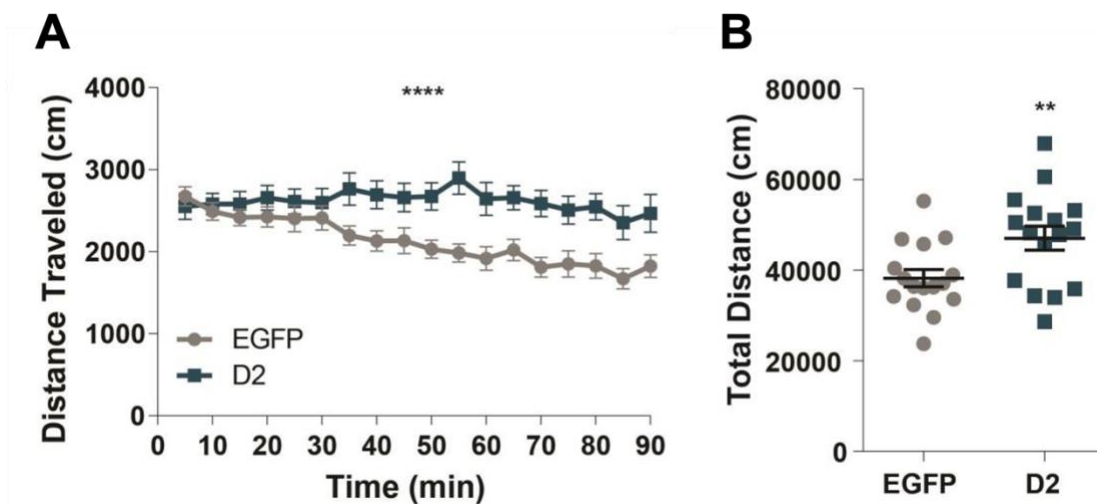 A
Distance Traveled (cm)
4000
3000
2000
1000
0
****
EGFP
D2
0 10 20 30 40 50 60 70 80 90
Time (min)
B
Total Distance (cm)
80000
60000
40000
20000
0
**
EGFP D2